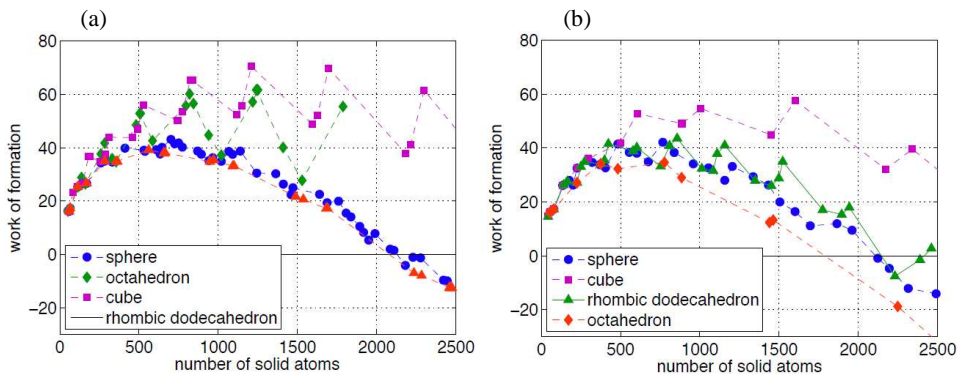 (a)
work of formation
80
60
40
20
0
−20
0
500
1000
1500
2000
2500
number of solid atoms
sphere
octahedron
cube
rhombic dodecahedron
(b)
work of formation
80
60
40
20
0
−20
0
500
1000
1500
2000
2500
number of solid atoms
sphere
cube
rhombic dodecahedron
octahedron